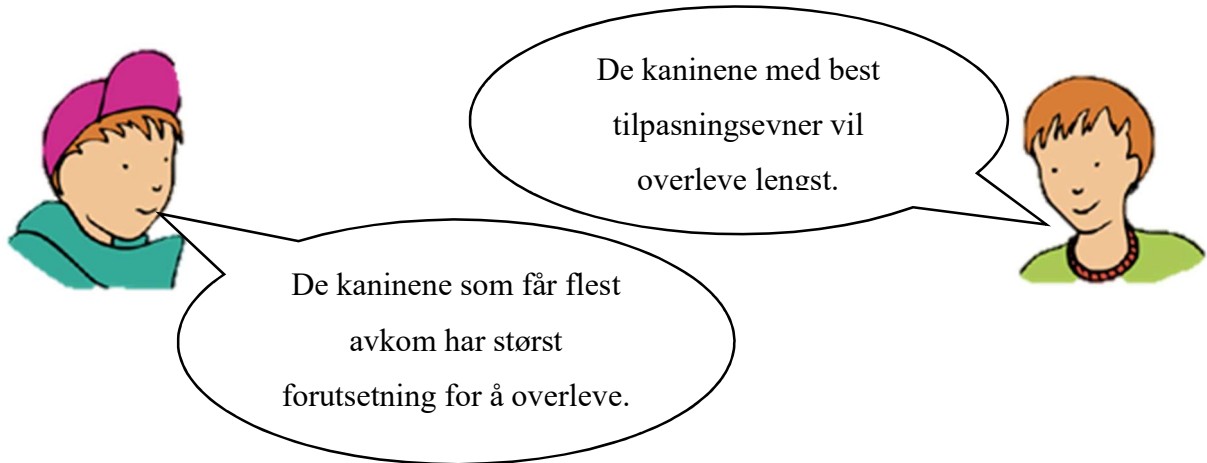 De kaninene med best
tilpasningsevner vil
overleve lengst.
De kaninene som får flest
avkom har størst
forutsetning for å overleve.